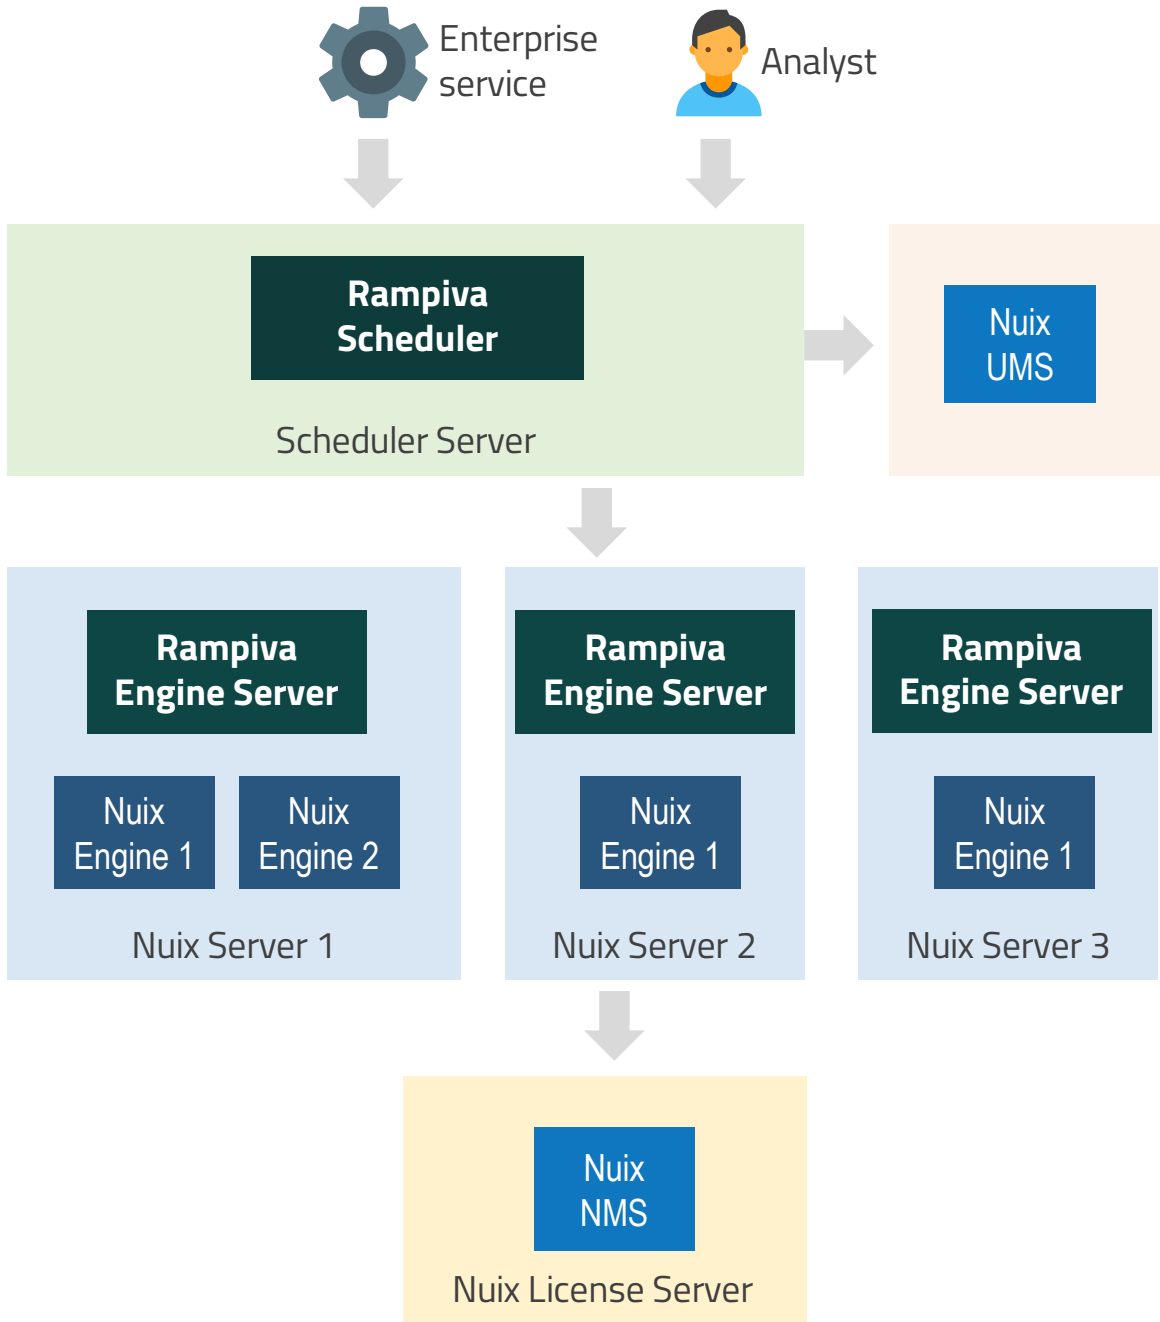 Enterprise
service
Analyst
Rampiva
Scheduler
Scheduler Server
Nuix
UMS
Rampiva
Engine Server
Nuix
Engine 1
Nuix
Engine 2
Nuix Server 1
Rampiva
Engine Server
Nuix
Engine 1
Nuix Server 2
Rampiva
Engine Server
Nuix
Engine 1
Nuix Server 3
Nuix
NMS
Nuix License Server